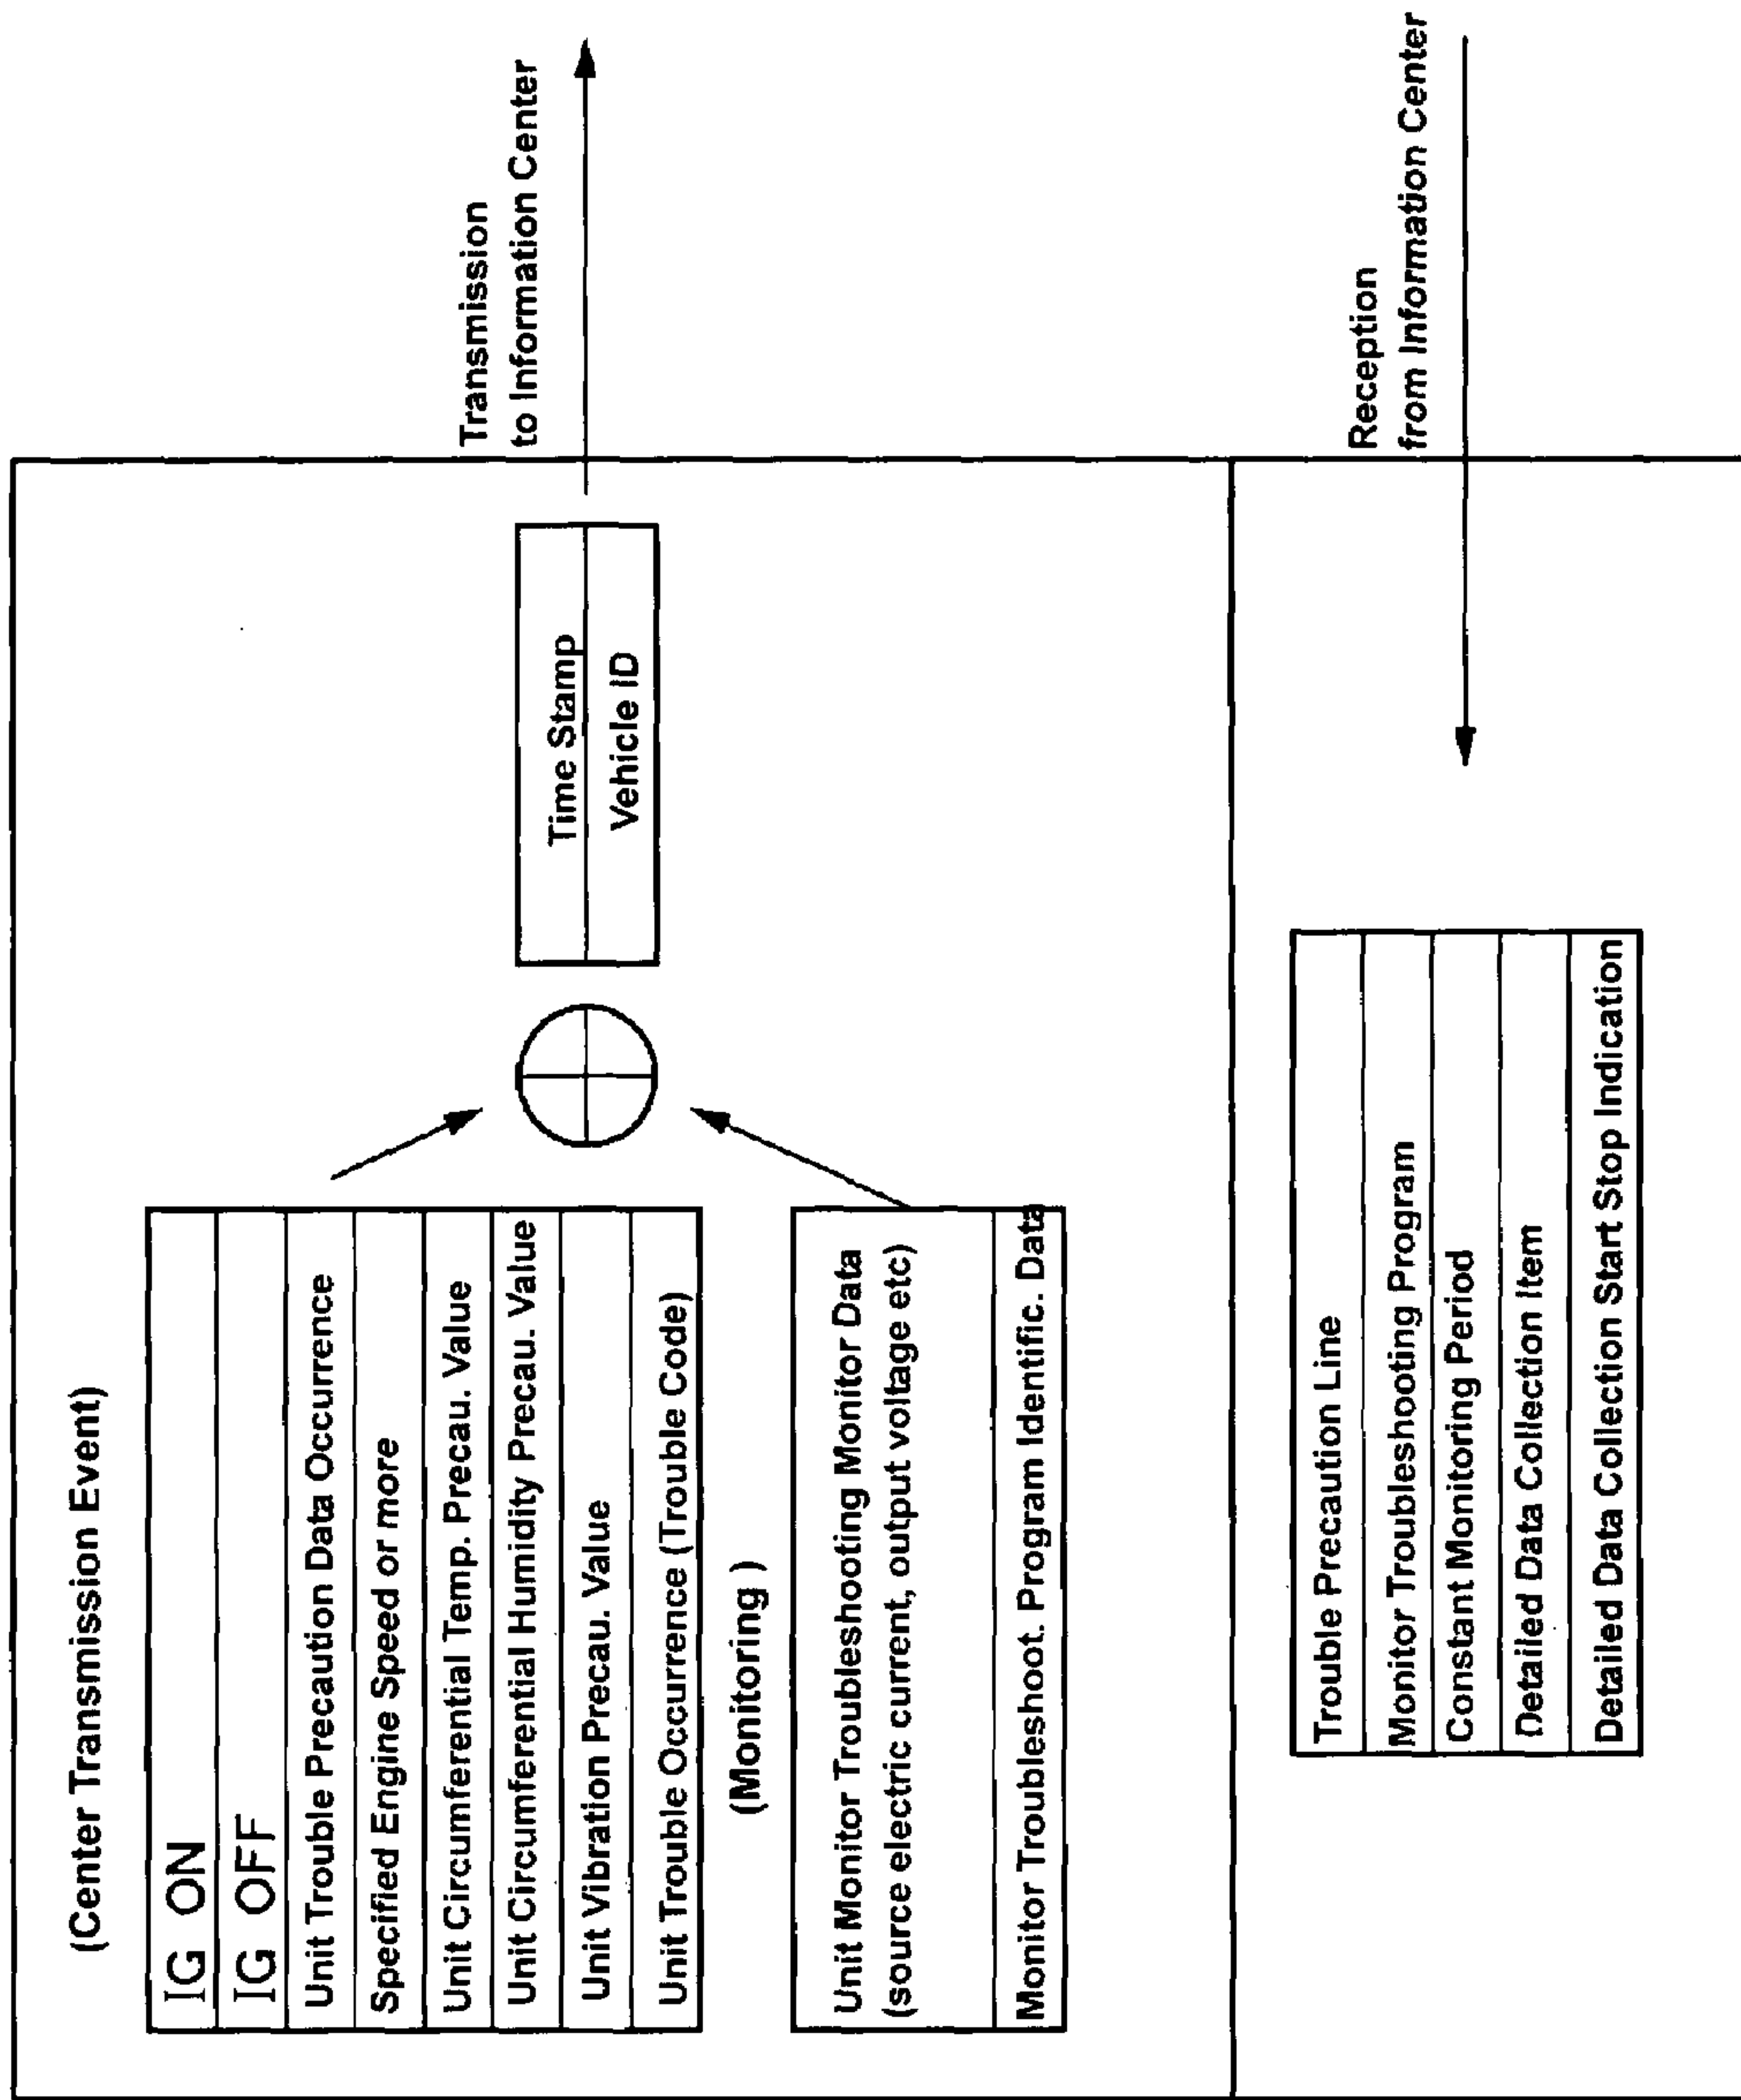 (Center Transmission Event)
IG ON
IG OFF
Unit Trouble Precaution Data Occurrence
Specified Engine Speed or more
Unit Circumferential Temp. Precau. Value
Unit Circumferential Humidity Precau. Value
Unit Vibration Precau. Value
Unit Trouble Occurrence (Trouble Code)
(Monitoring )
Unit Monitor Troubleshooting Monitor Data
(source electric current, output voltage etc)
Monitor Troubleshoot. Program Identific. Data
Time Stamp
Vehicle ID
Transmission
to Information Center
Trouble Precaution Line
Monitor Troubleshooting Program
Constant Monitoring Period
Detailed Data Collection Item
Detailed Data Collection Start Stop Indication
Reception
from Information Center